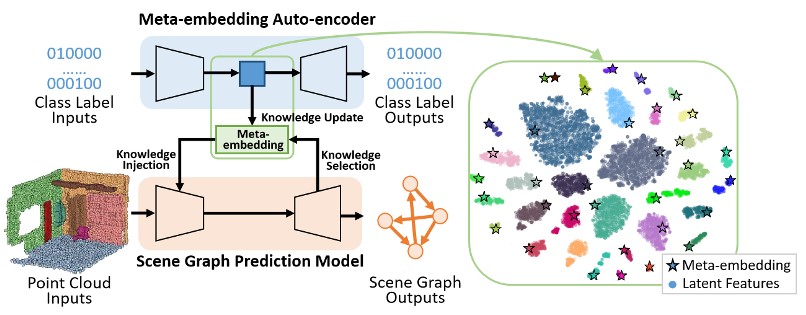 Meta-embedding Auto-encoder
010000
......
000100
Class Label
Inputs
010000
......
000100
Class Label
Outputs
Knowledge Update
Meta-
embedding
Knowledge
Injection
Knowledge
Selection
Scene Graph Prediction Model
Point Cloud
Inputs
Scene Graph
Outputs
Meta-embedding
Latent Features